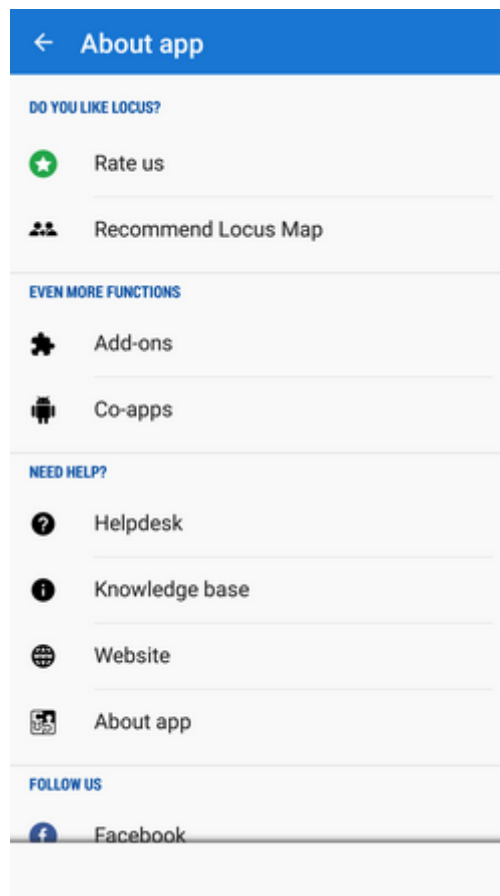 About app
DO YOU LIKE LOCUS?
Rate us
Recommend Locus Map
EVEN MORE FUNCTIONS
Add-ons
Co-apps
NEED HELP?
Helpdesk
Knowledge base
Website
About app
FOLLOW US
Facebook